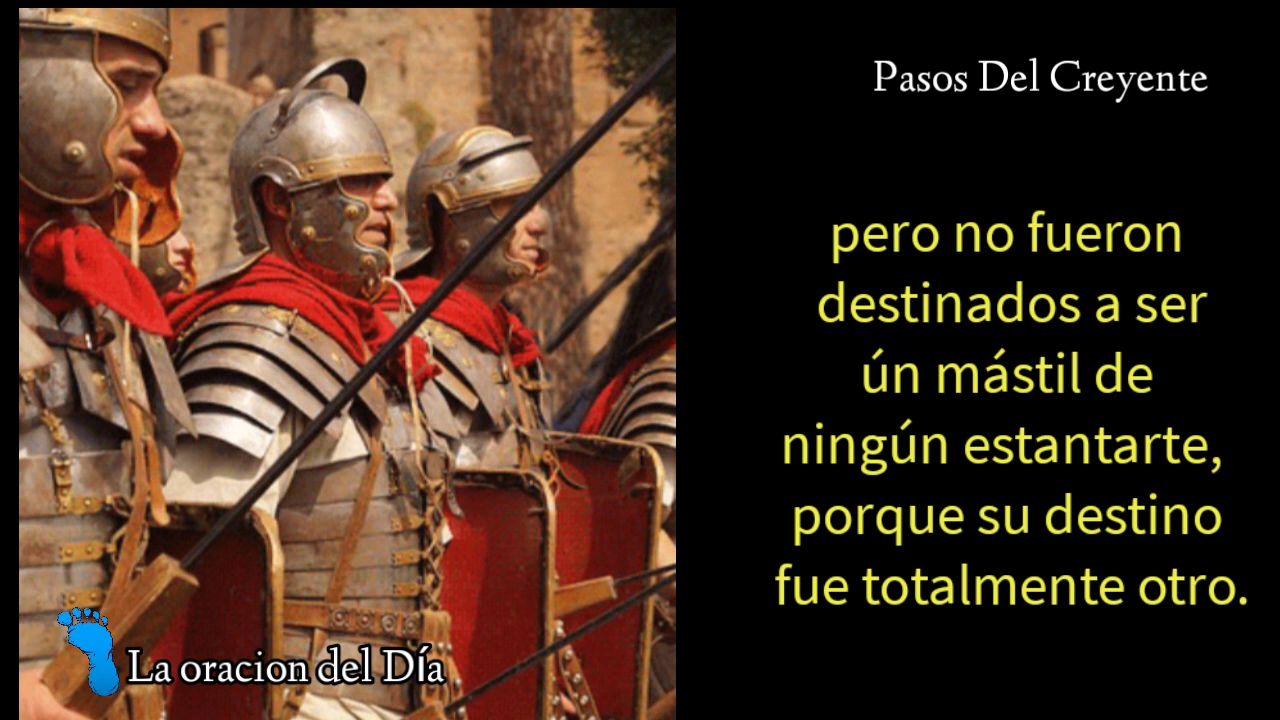 Pasos Del Creyente
pero no fueron
destinados a ser
ún mástil de
ningún estantarte,
porque su destino
fue totalmente otro.
La oracion del Día